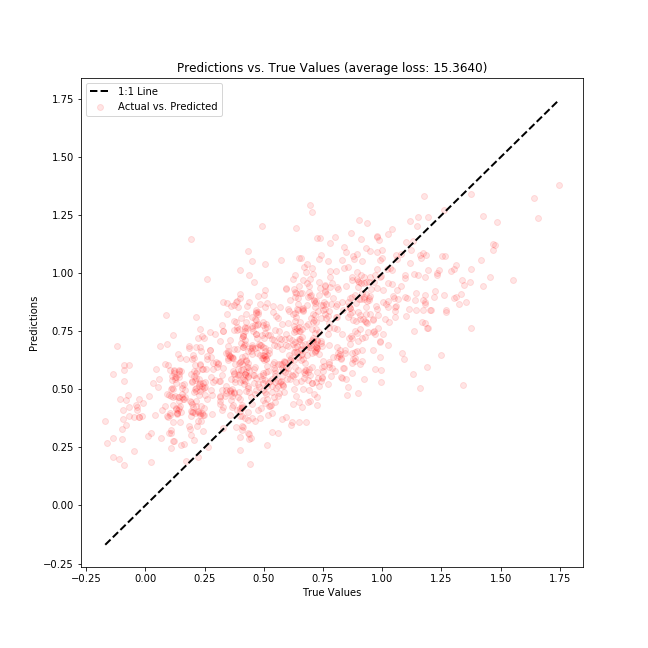 Predictions vs. True Values (average loss: 15.3640)
1:1 Line
Actual vs. Predicted
1.75
1.50
1.25
1.00
0.75
0.50
0.25
0.00
−0.25
Predictions
−0.25 0.00 0.25 0.50 0.75 1.00 1.25 1.50 1.75
True Values